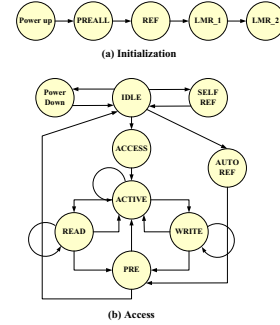 Power up
PREALL
REF
LMR_1
LMR_2
(a) Initialization
Power
Down
IDLE
SELF
REF
ACCESS
AUTO
REF
ACTIVE
READ
WRITE
PRE
(b) Access